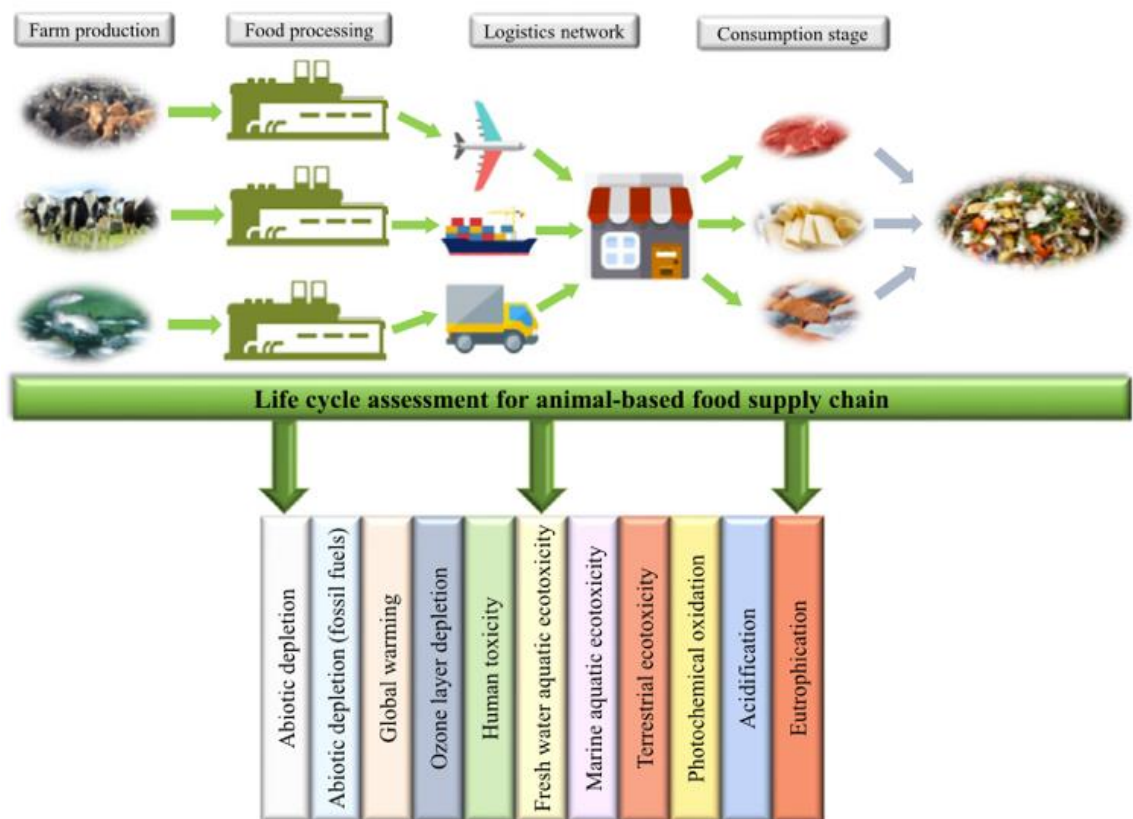 Farm production
Food processing
Logistics network
Consumption stage
Life cycle assessment for animal-based food supply chain
Abiotic depletion
Abiotic depletion (fossil fuels)
Global warming
Ozone layer depletion
Human toxicity
Fresh water aquatic ecotoxicity
Marine aquatic ecotoxicity
Terrestrial ecotoxicity
Photochemical oxidation
Acidification
Eutrophication